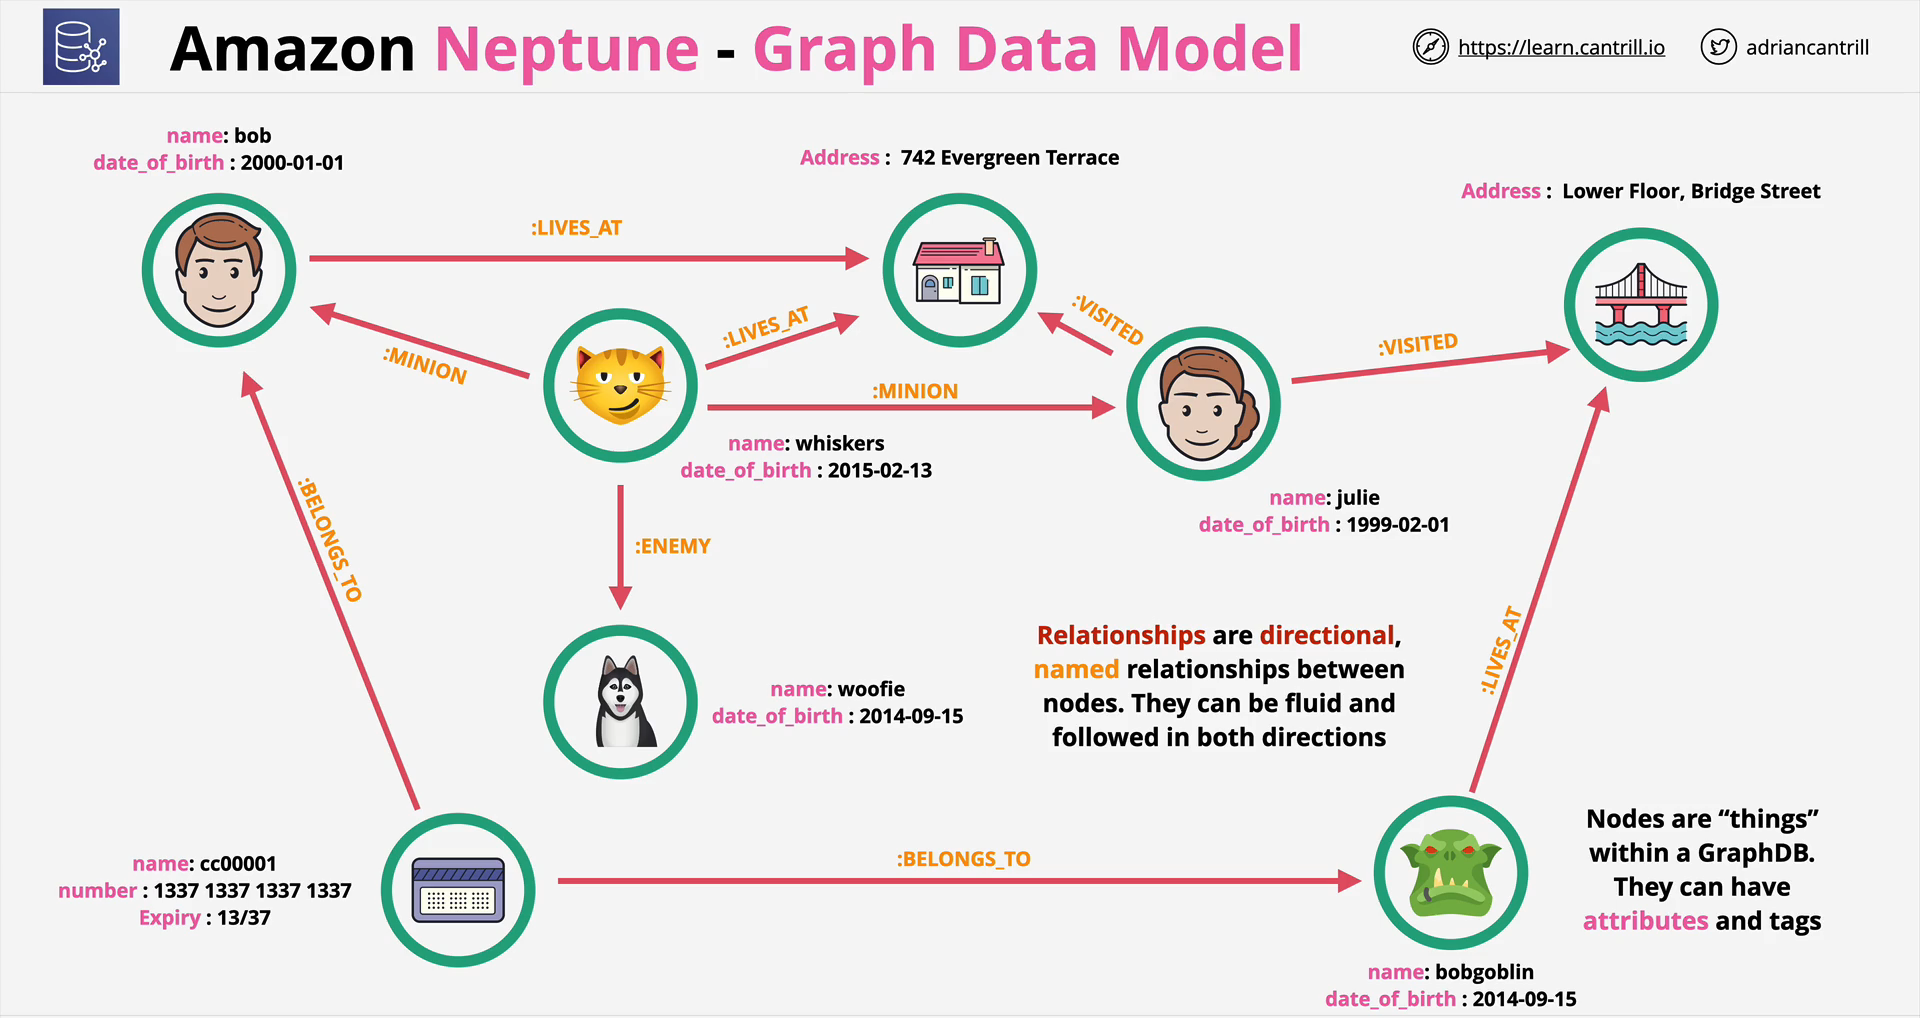 Amazon Neptune - Graph Data Model
https://learn.cantrill.io
adriancantrill
name: bob
date_of_birth : 2000-01-01
Address : 742 Evergreen Terrace
Address : Lower Floor, Bridge Street
:LIVES_AT
:MINION
:LIVES_AT
:VISITED
:VISITED
:MINION
name: whiskers
date_of_birth : 2015-02-13
name: julie
date_of_birth : 1999-02-01
:BELONGS_TO
:ENEMY
:LIVES_AT
Relationships are directional,
named relationships between
nodes. They can be fluid and
followed in both directions
name: woofie
date_of_birth : 2014-09-15
Nodes are “things”
within a GraphDB.
They can have
attributes and tags
name: cc00001
number : 1337 1337 1337 1337
Expiry : 13/37
:BELONGS_TO
name: bobgoblin
date_of_birth : 2014-09-15